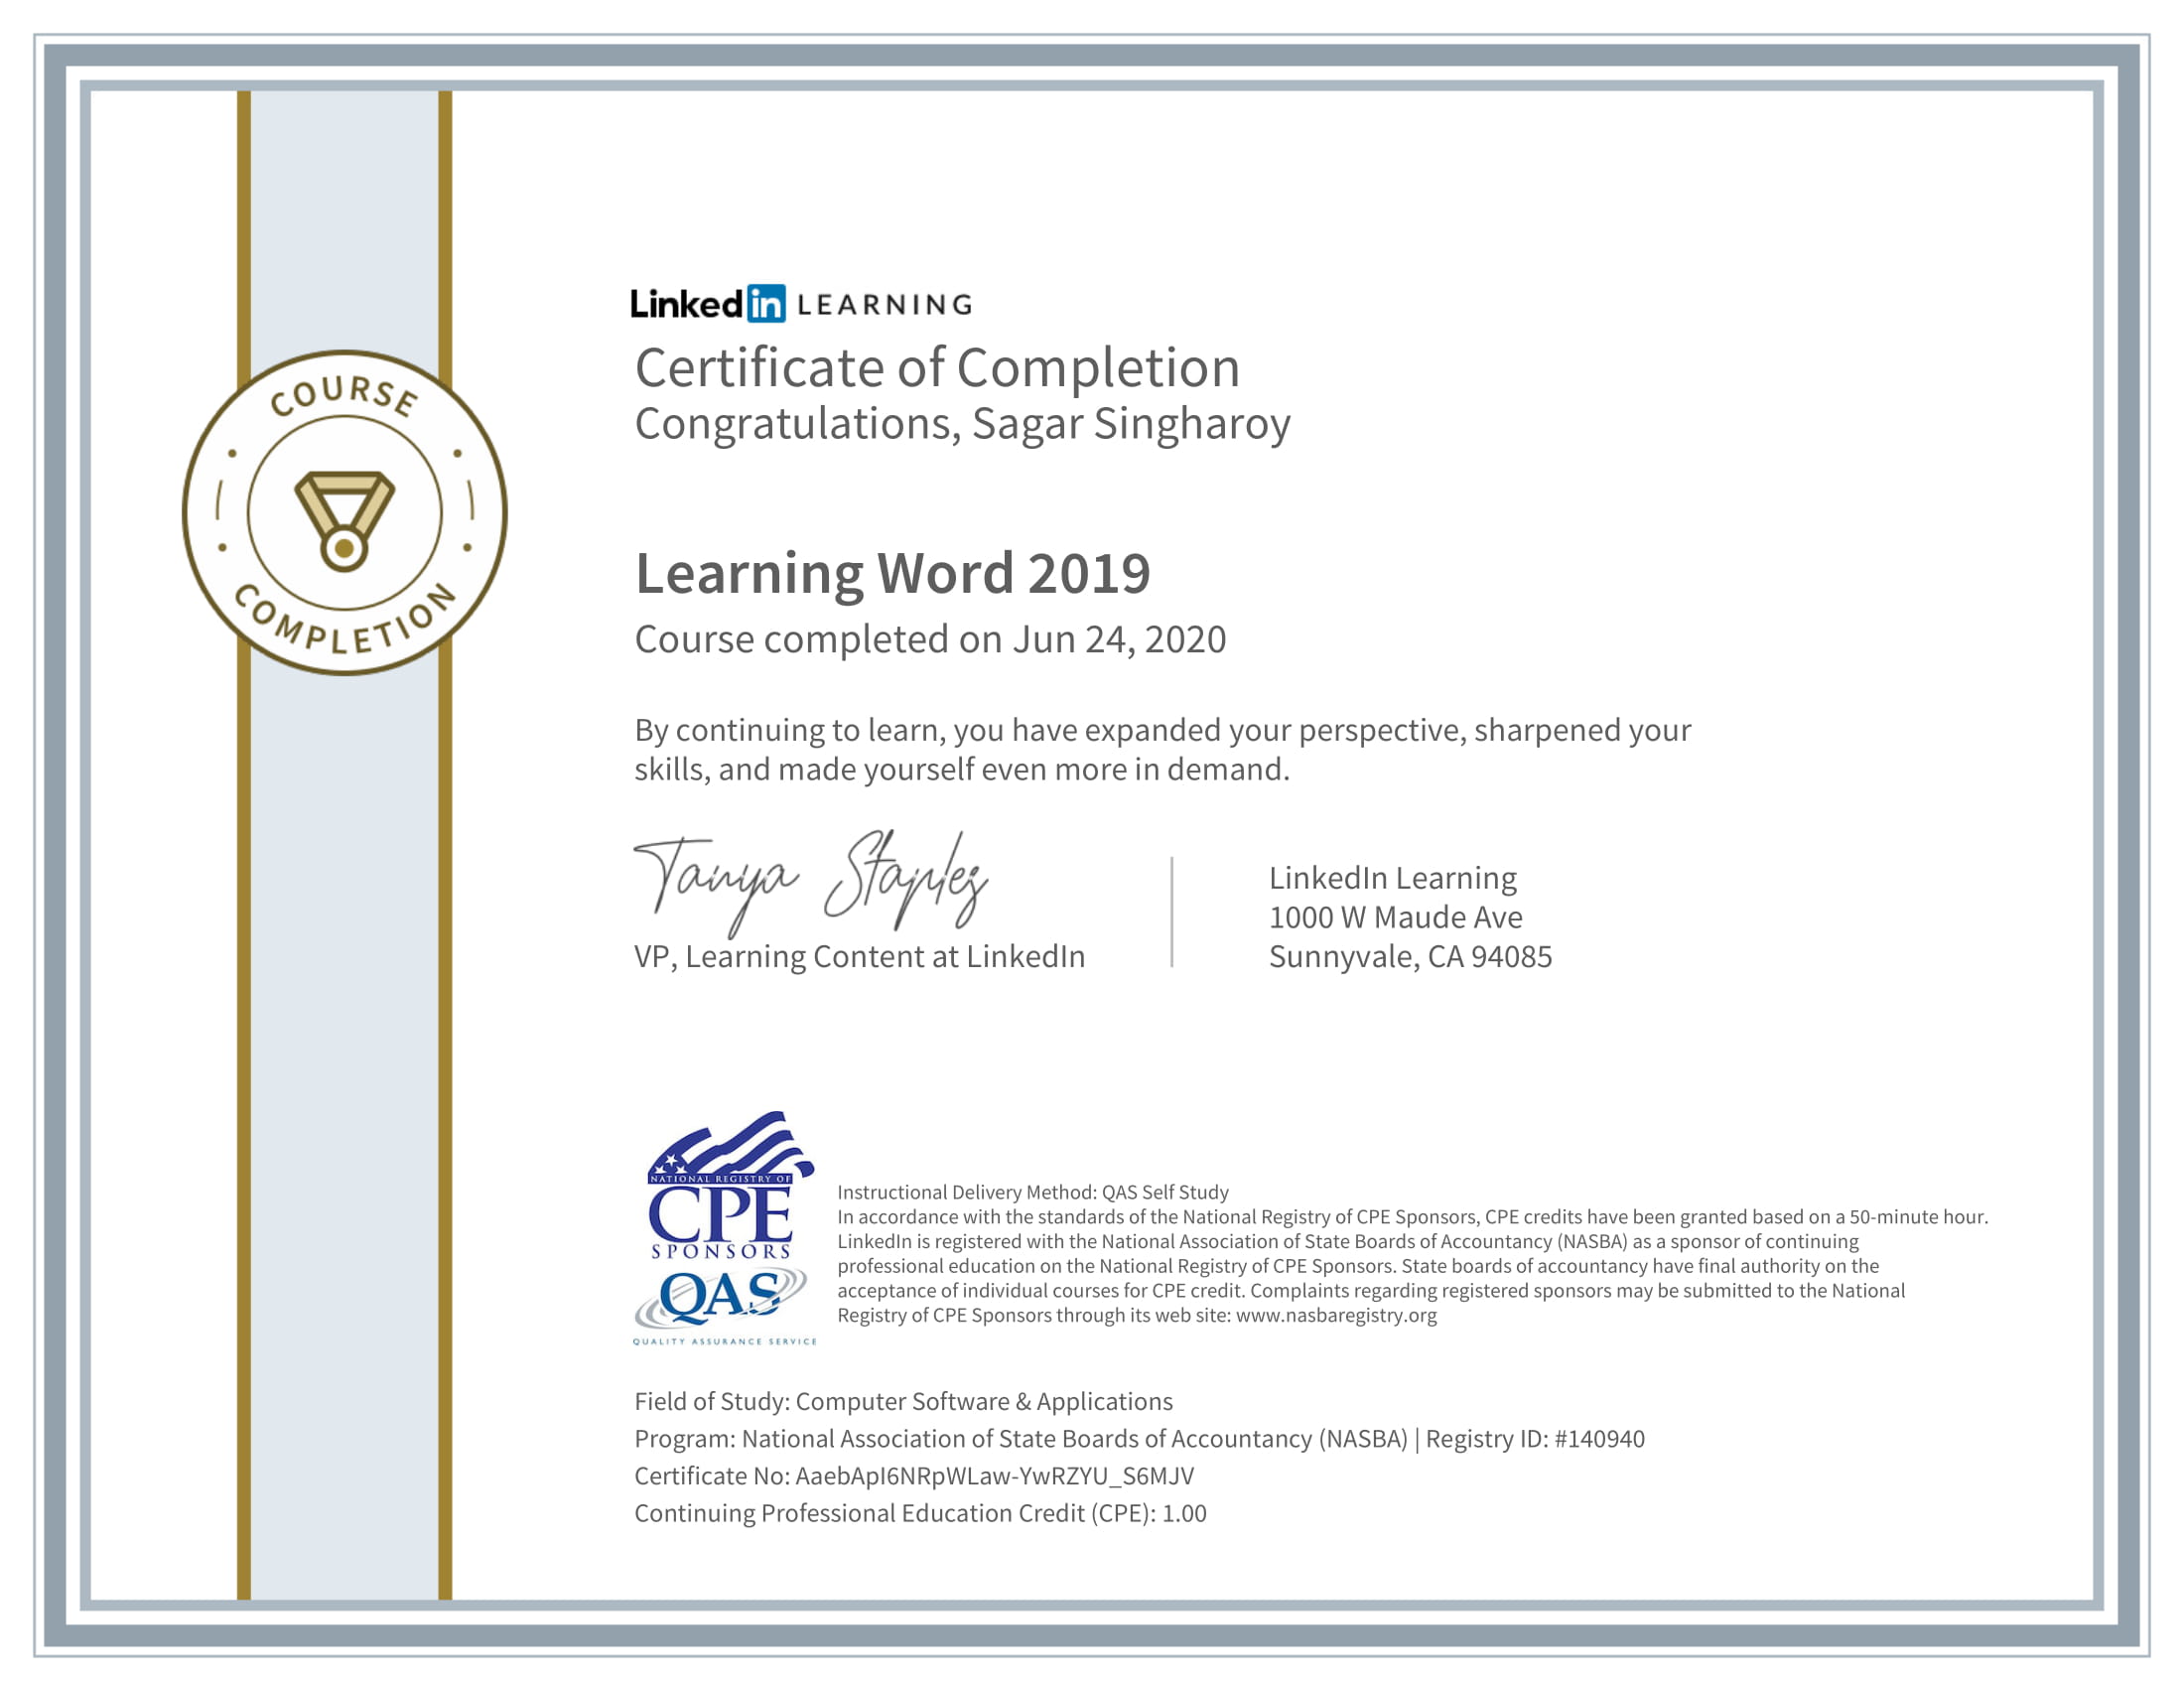 COURSE
COMPLETION
Linked in LEARNING
Certificate of Completion
Congratulations, Sagar Singharoy
Learning Word 2019
Course completed on Jun 24, 2020
By continuing to learn, you have expanded your perspective, sharpened your
skills, and made yourself even more in demand.
Tanya Staples
VP, Learning Content at LinkedIn
LinkedIn Learning
1000 W Maude Ave
Sunnyvale, CA 94085
NATIONAL REGISTRY OF
CPE
SPONSORS
QAS
QUALITY ASSURANCE SERVICE
Instructional Delivery Method: QAS Self Study
In accordance with the standards of the National Registry of CPE Sponsors, CPE credits have been granted based on a 50-minute hour.
LinkedIn is registered with the National Association of State Boards of Accountancy (NASBA) as a sponsor of continuing
professional education on the National Registry of CPE Sponsors. State boards of accountancy have final authority on the
acceptance of individual courses for CPE credit. Complaints regarding registered sponsors may be submitted to the National
Registry of CPE Sponsors through its web site: www.nasbaregistry.org
Field of Study: Computer Software & Applications
Program: National Association of State Boards of Accountancy (NASBA) | Registry ID: #140940
Certificate No: AaebApI6NRpWLaw-YwRZYU_S6MJV
Continuing Professional Education Credit (CPE): 1.00